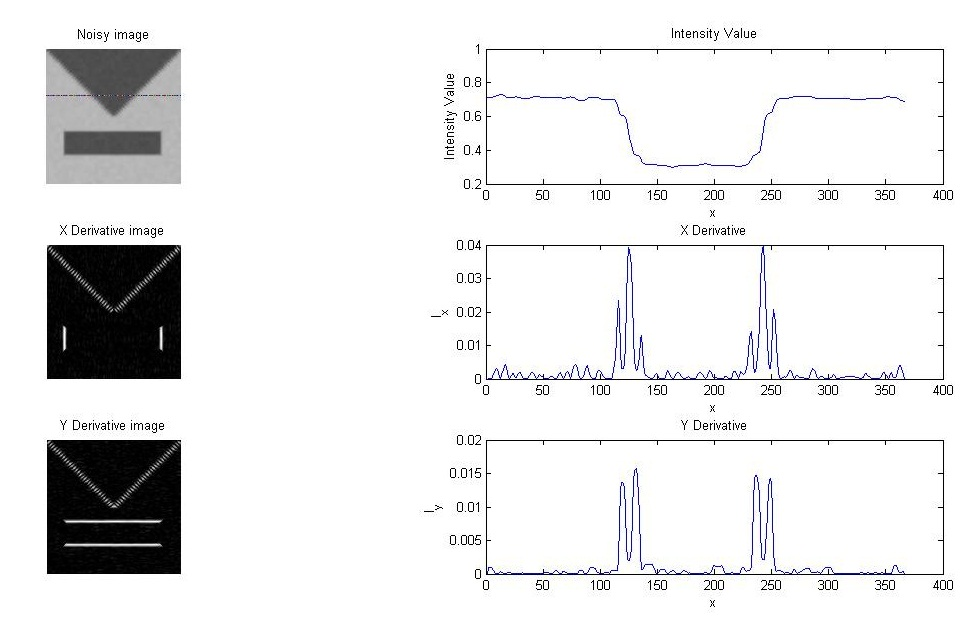 Noisy image
Intensity Value
1
0.8
0.6
0.4
0.2
Intensity Value
0 50 100 150 200 250 300 350 400
x
X Derivative image
X Derivative
0.04
0.03
0.02
0.01
0
I_x
0 50 100 150 200 250 300 350 400
x
Y Derivative image
Y Derivative
0.02
0.015
0.01
0.005
0
I_y
0 50 100 150 200 250 300 350 400
x